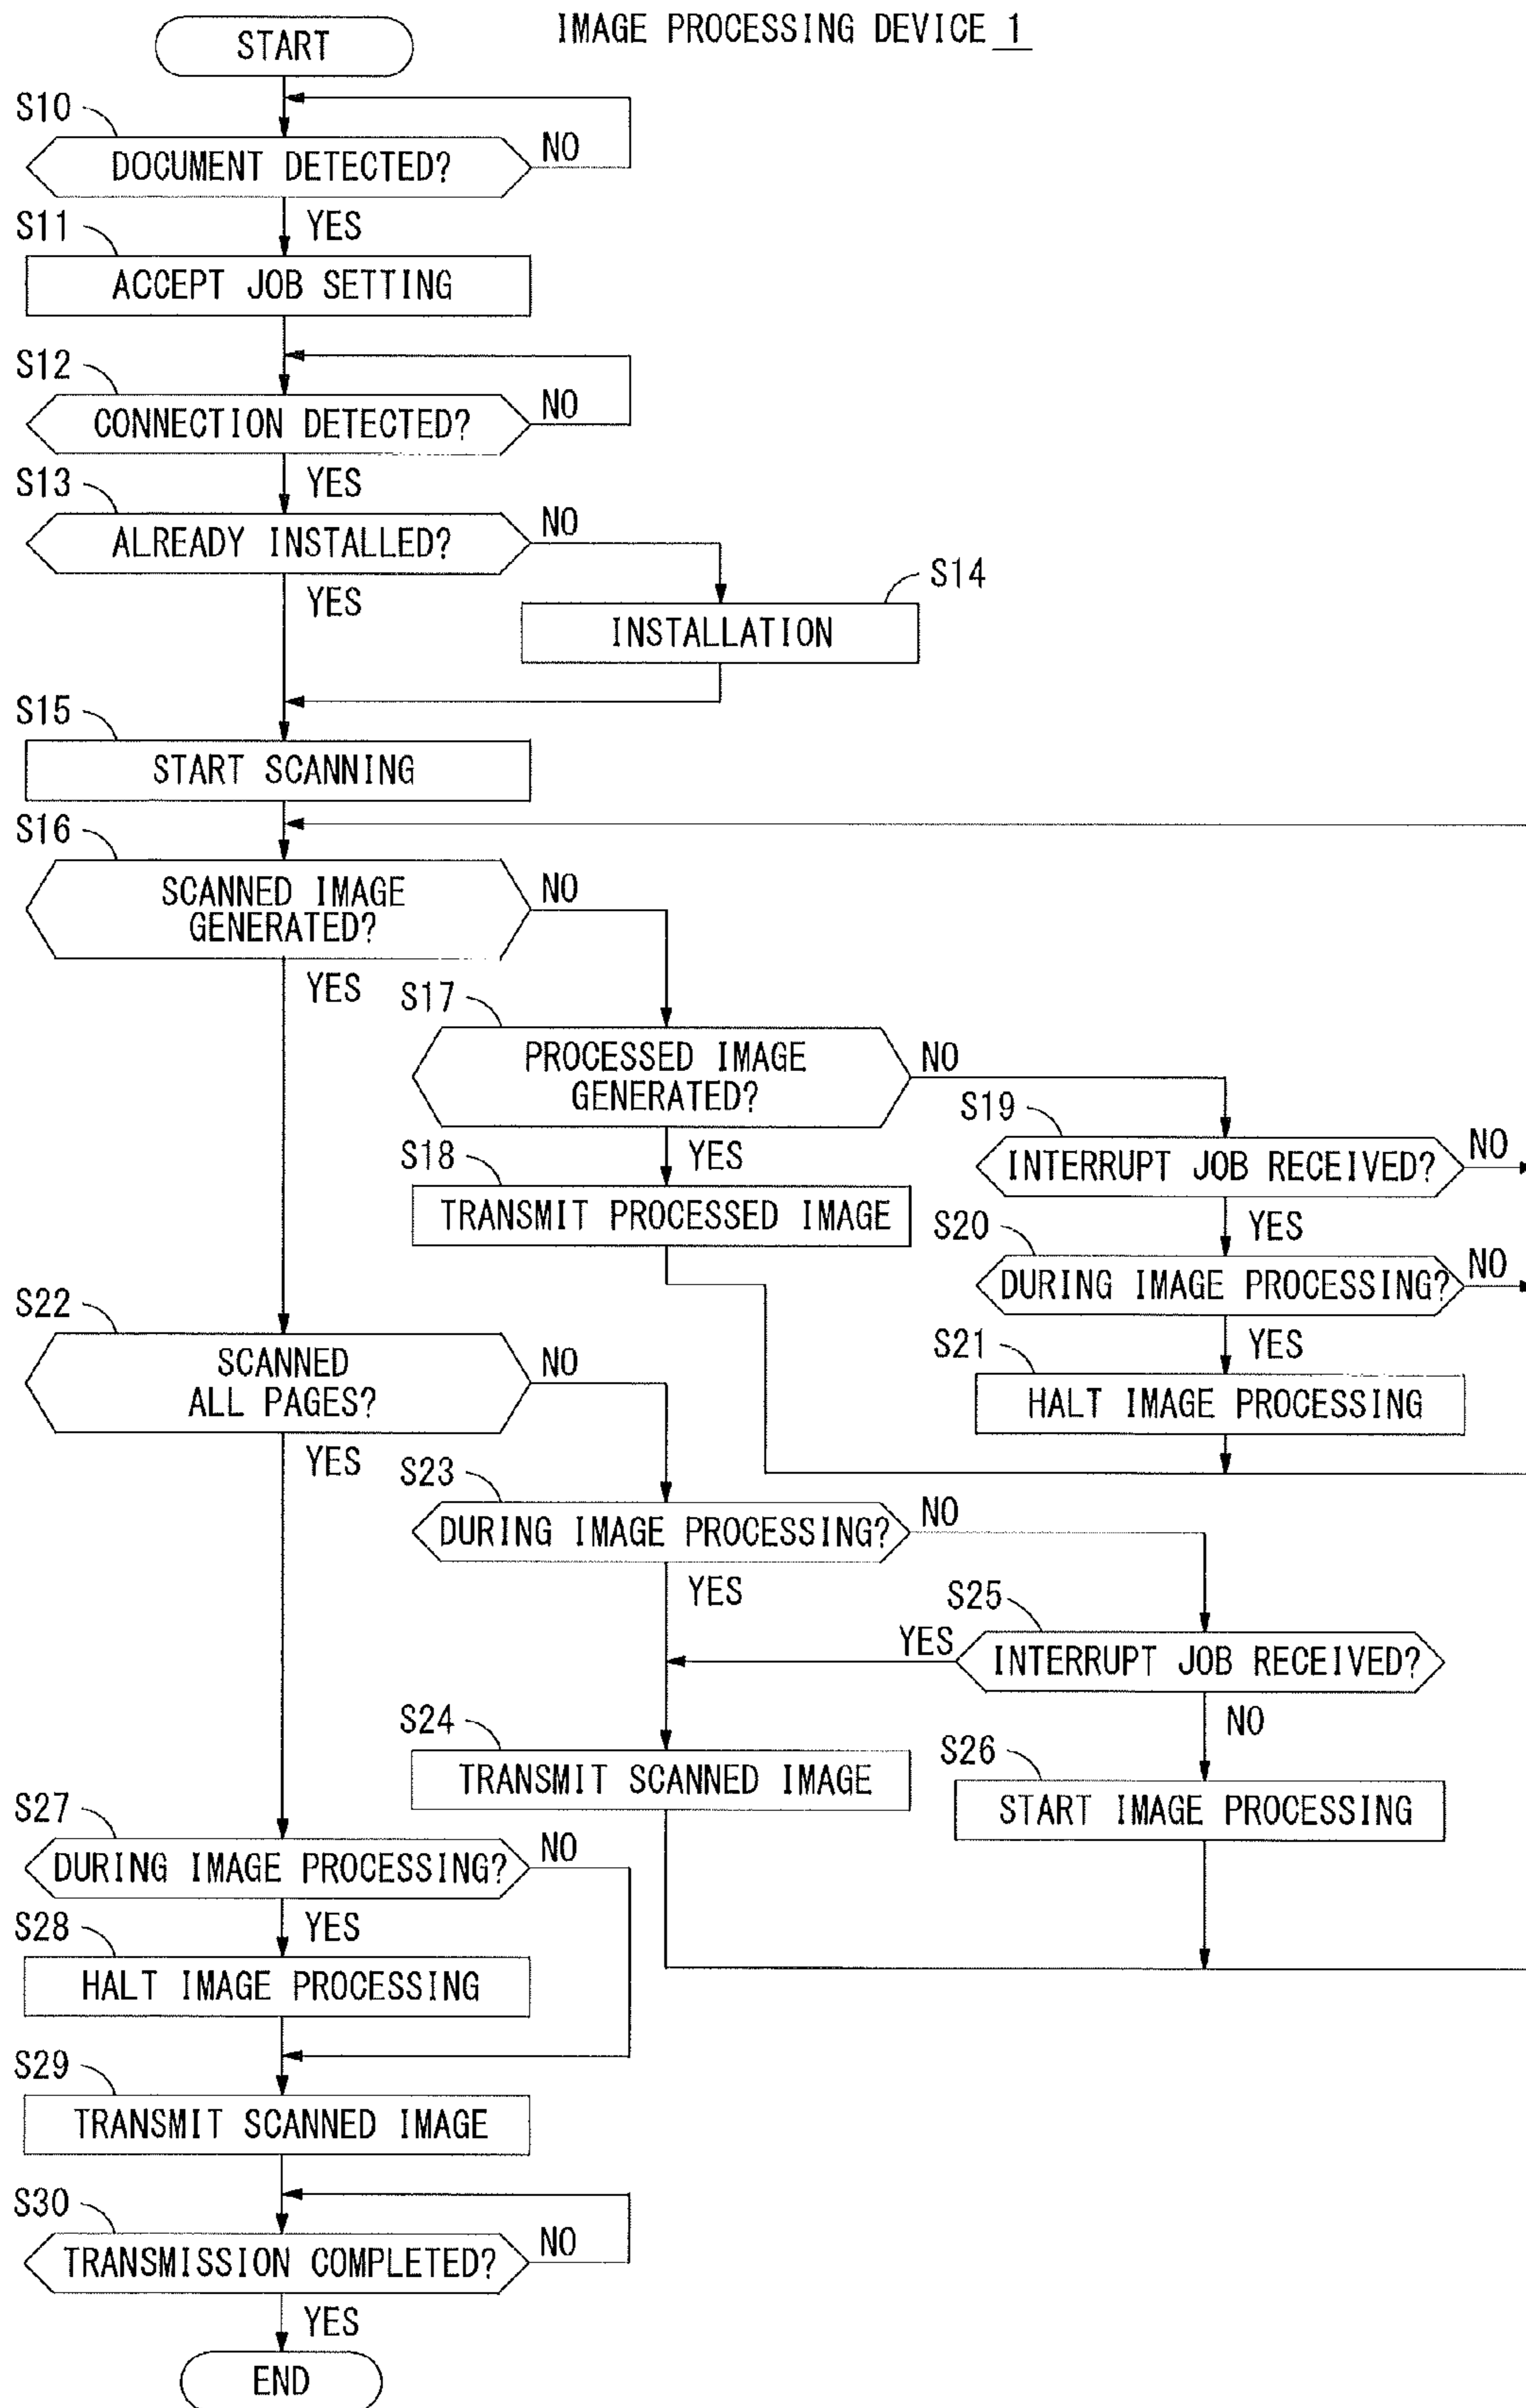 IMAGE PROCESSING DEVICE 1
START
S10
DOCUMENT DETECTED?
NO
YES
S11
ACCEPT JOB SETTING
S12
CONNECTION DETECTED?
NO
YES
S13
ALREADY INSTALLED?
NO
YES
S14
INSTALLATION
S15
START SCANNING
S16
SCANNED IMAGE
GENERATED?
NO
YES
S17
PROCESSED IMAGE
GENERATED?
NO
YES
S18
TRANSMIT PROCESSED IMAGE
S19
INTERRUPT JOB RECEIVED?
NO
YES
S20
DURING IMAGE PROCESSING?
NO
YES
S21
HALT IMAGE PROCESSING
S22
SCANNED
ALL PAGES?
NO
YES
S23
DURING IMAGE PROCESSING?
NO
YES
S25
INTERRUPT JOB RECEIVED?
YES
NO
S24
TRANSMIT SCANNED IMAGE
S26
START IMAGE PROCESSING
S27
DURING IMAGE PROCESSING?
NO
YES
S28
HALT IMAGE PROCESSING
S29
TRANSMIT SCANNED IMAGE
S30
TRANSMISSION COMPLETED?
NO
YES
END